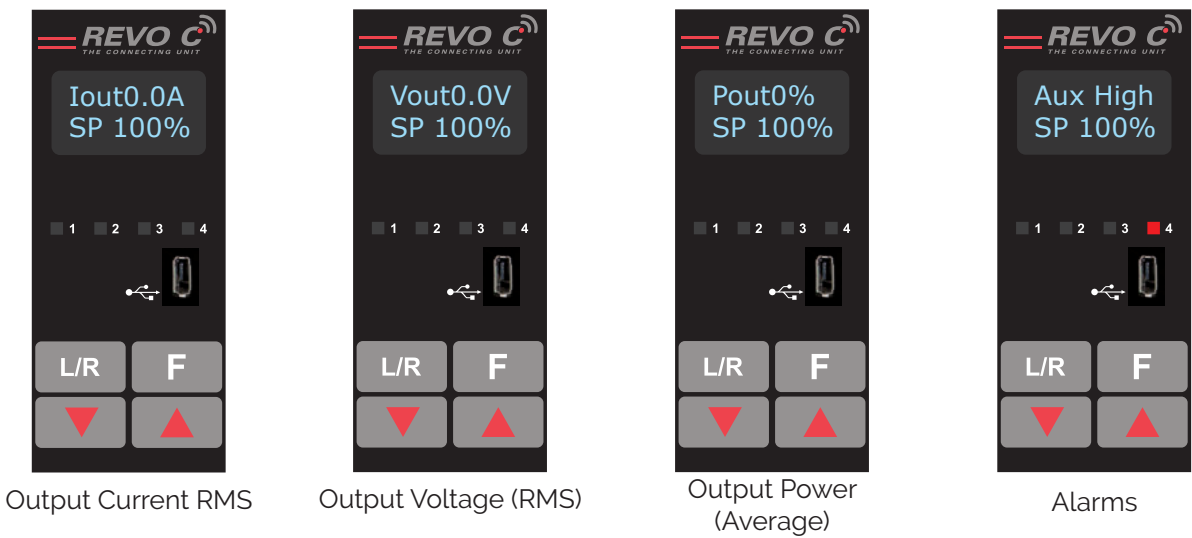 REVO C
THE CONNECTING UNIT
Iout0.0A
SP 100%
1 2 3 4
L/R F
Output Current RMS
REVO C
THE CONNECTING UNIT
Vout0.0V
SP 100%
1 2 3 4
L/R F
Output Voltage (RMS)
REVO C
THE CONNECTING UNIT
Pout0%
SP 100%
1 2 3 4
L/R F
Output Power
(Average)
REVO C
THE CONNECTING UNIT
Aux High
SP 100%
1 2 3 4
L/R F
Alarms